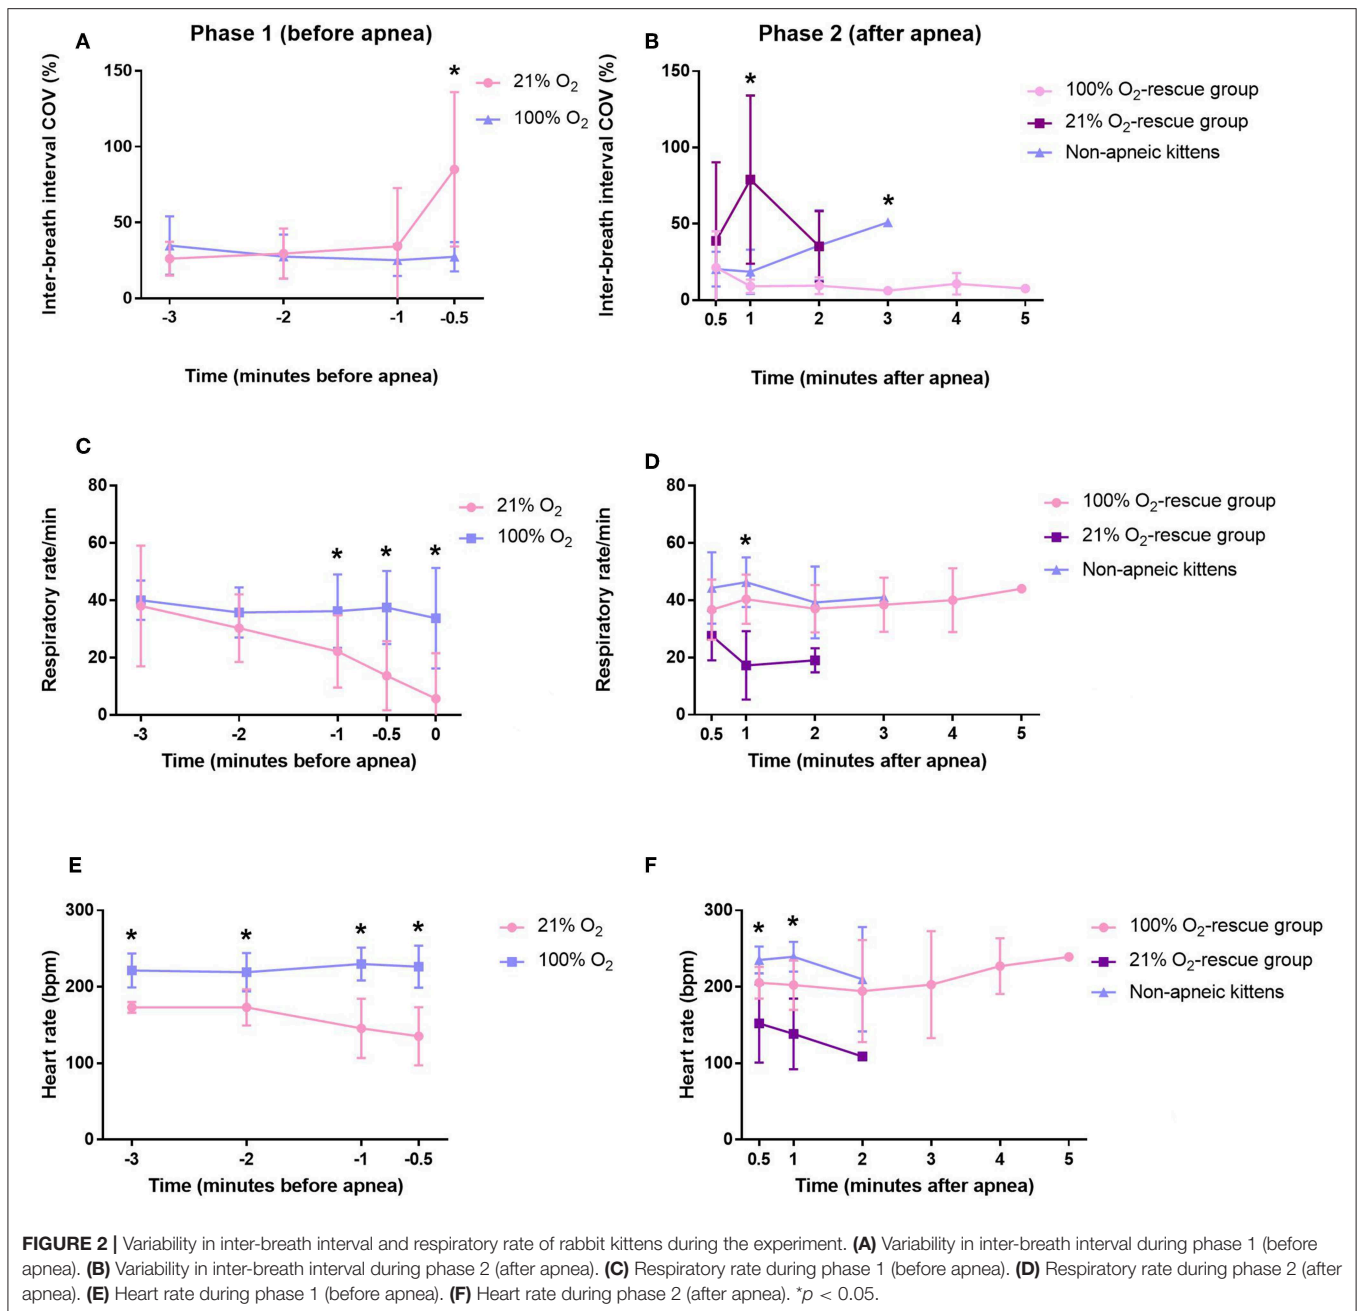 Phase 1 (before apnea)
A
Inter-breath interval COV (%)
150
100
50
0
-3
-2
-1
-0.5
*
21% O2
100% O2
Time (minutes before apnea)
Phase 2 (after apnea)
B
Inter-breath interval COV (%)
150
100
50
0
0.5
1
2
3
4
5
*
*
100% O2-rescue group
21% O2-rescue group
Non-apneic kittens
Time (minutes after apnea)
C
Respiratory rate/min
80
60
40
20
0
-3
-2
-1
-0.5
0
*
*
*
21% O2
100% O2
Time (minutes before apnea)
D
Respiratory rate/min
80
60
40
20
0
0.5
1
2
3
4
5
*
100% O2-rescue group
21% O2-rescue group
Non-apneic kittens
Time (minutes after apnea)
E
Heart rate (bpm)
300
200
100
0
-3
-2
-1
-0.5
*
*
*
*
21% O2
100% O2
Time (minutes before apnea)
F
Heart rate (bpm)
300
200
100
0
0.5
1
2
3
4
5
*
*
100% O2-rescue group
21% O2-rescue group
Non-apneic kittens
Time (minutes after apnea)
FIGURE 2 | Variability in inter-breath interval and respiratory rate of rabbit kittens during the experiment. (A) Variability in inter-breath interval during phase 1 (before
apnea). (B) Variability in inter-breath interval during phase 2 (after apnea). (C) Respiratory rate during phase 1 (before apnea). (D) Respiratory rate during phase 2 (after
apnea). (E) Heart rate during phase 1 (before apnea). (F) Heart rate during phase 2 (after apnea). *p < 0.05.